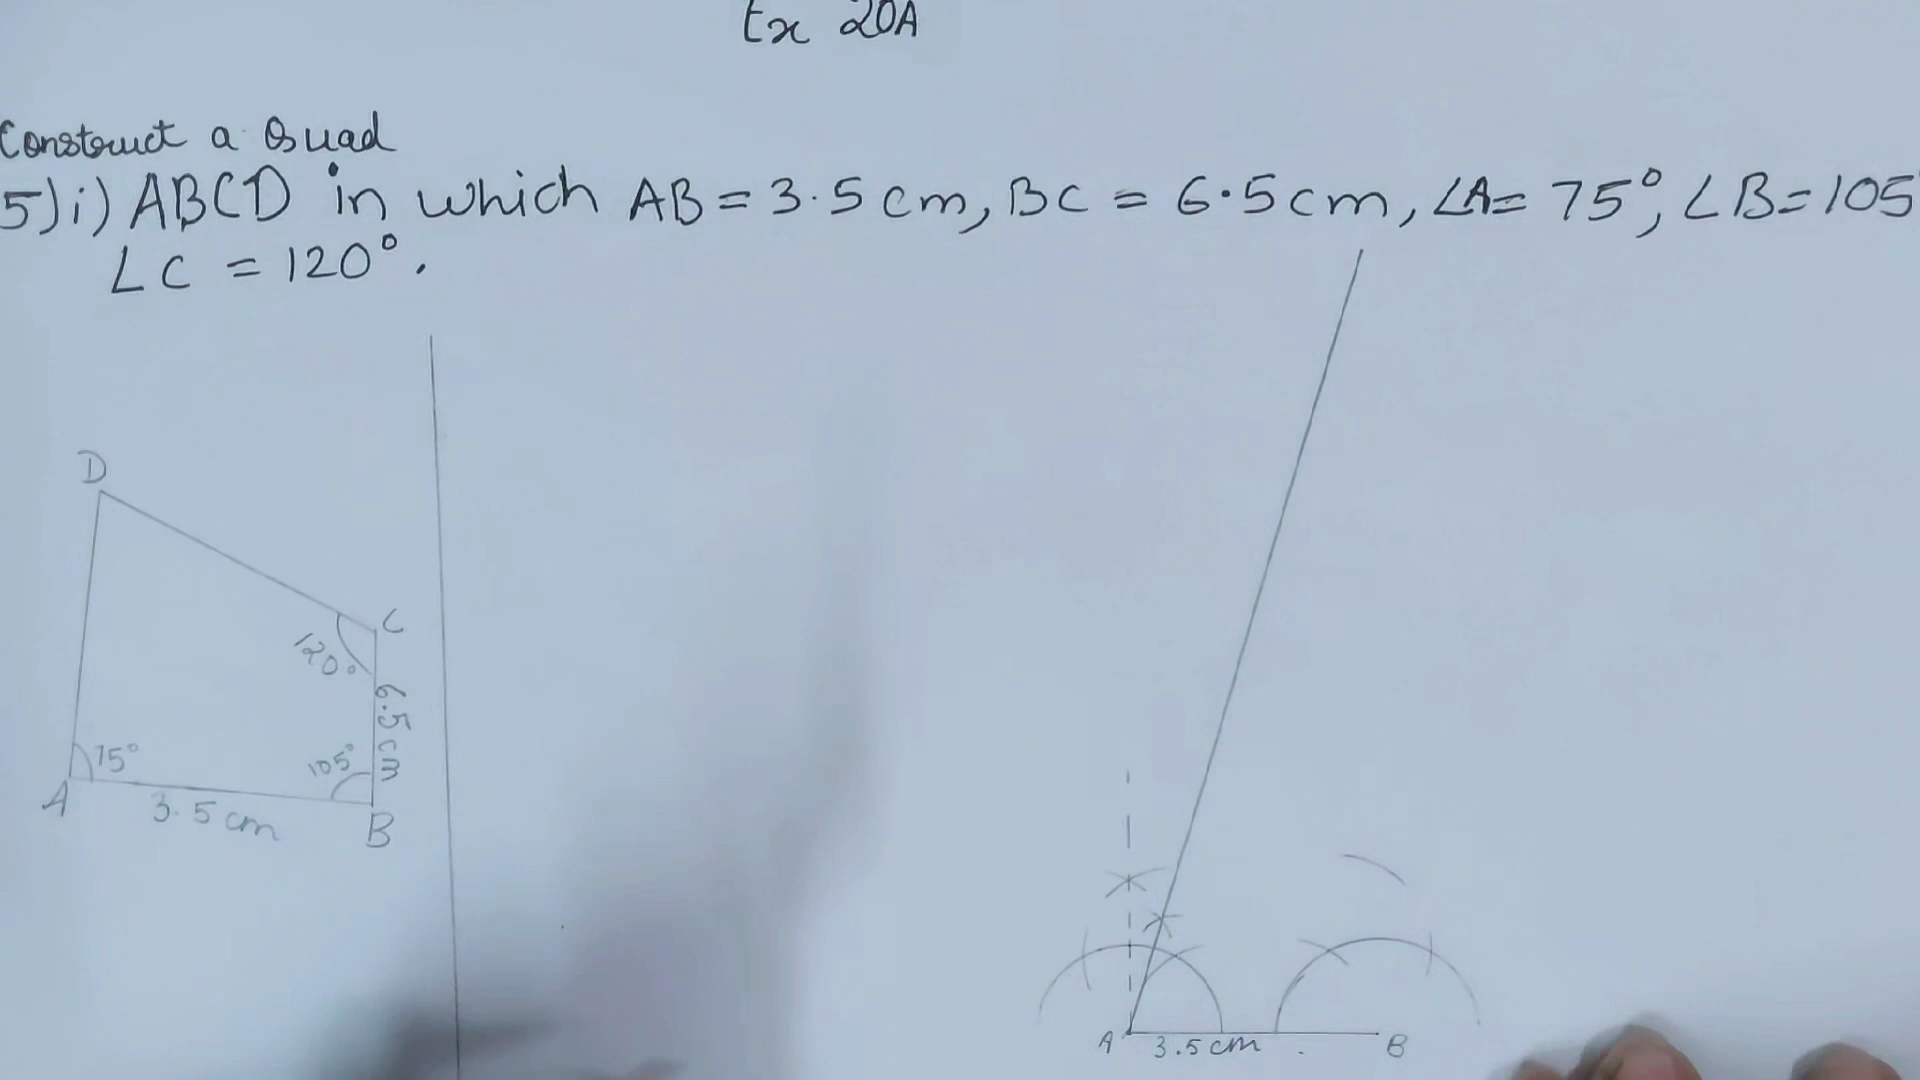 Ex 20A
Construct a Quad
5)i) ABCD in which AB = 3.5 cm, BC = 6.5 cm, ∠A = 75°, ∠B = 105
∠C = 120°.
D
C
120°
6.5 cm
75°
105°
A
3.5 cm
B
A
3.5 cm
B